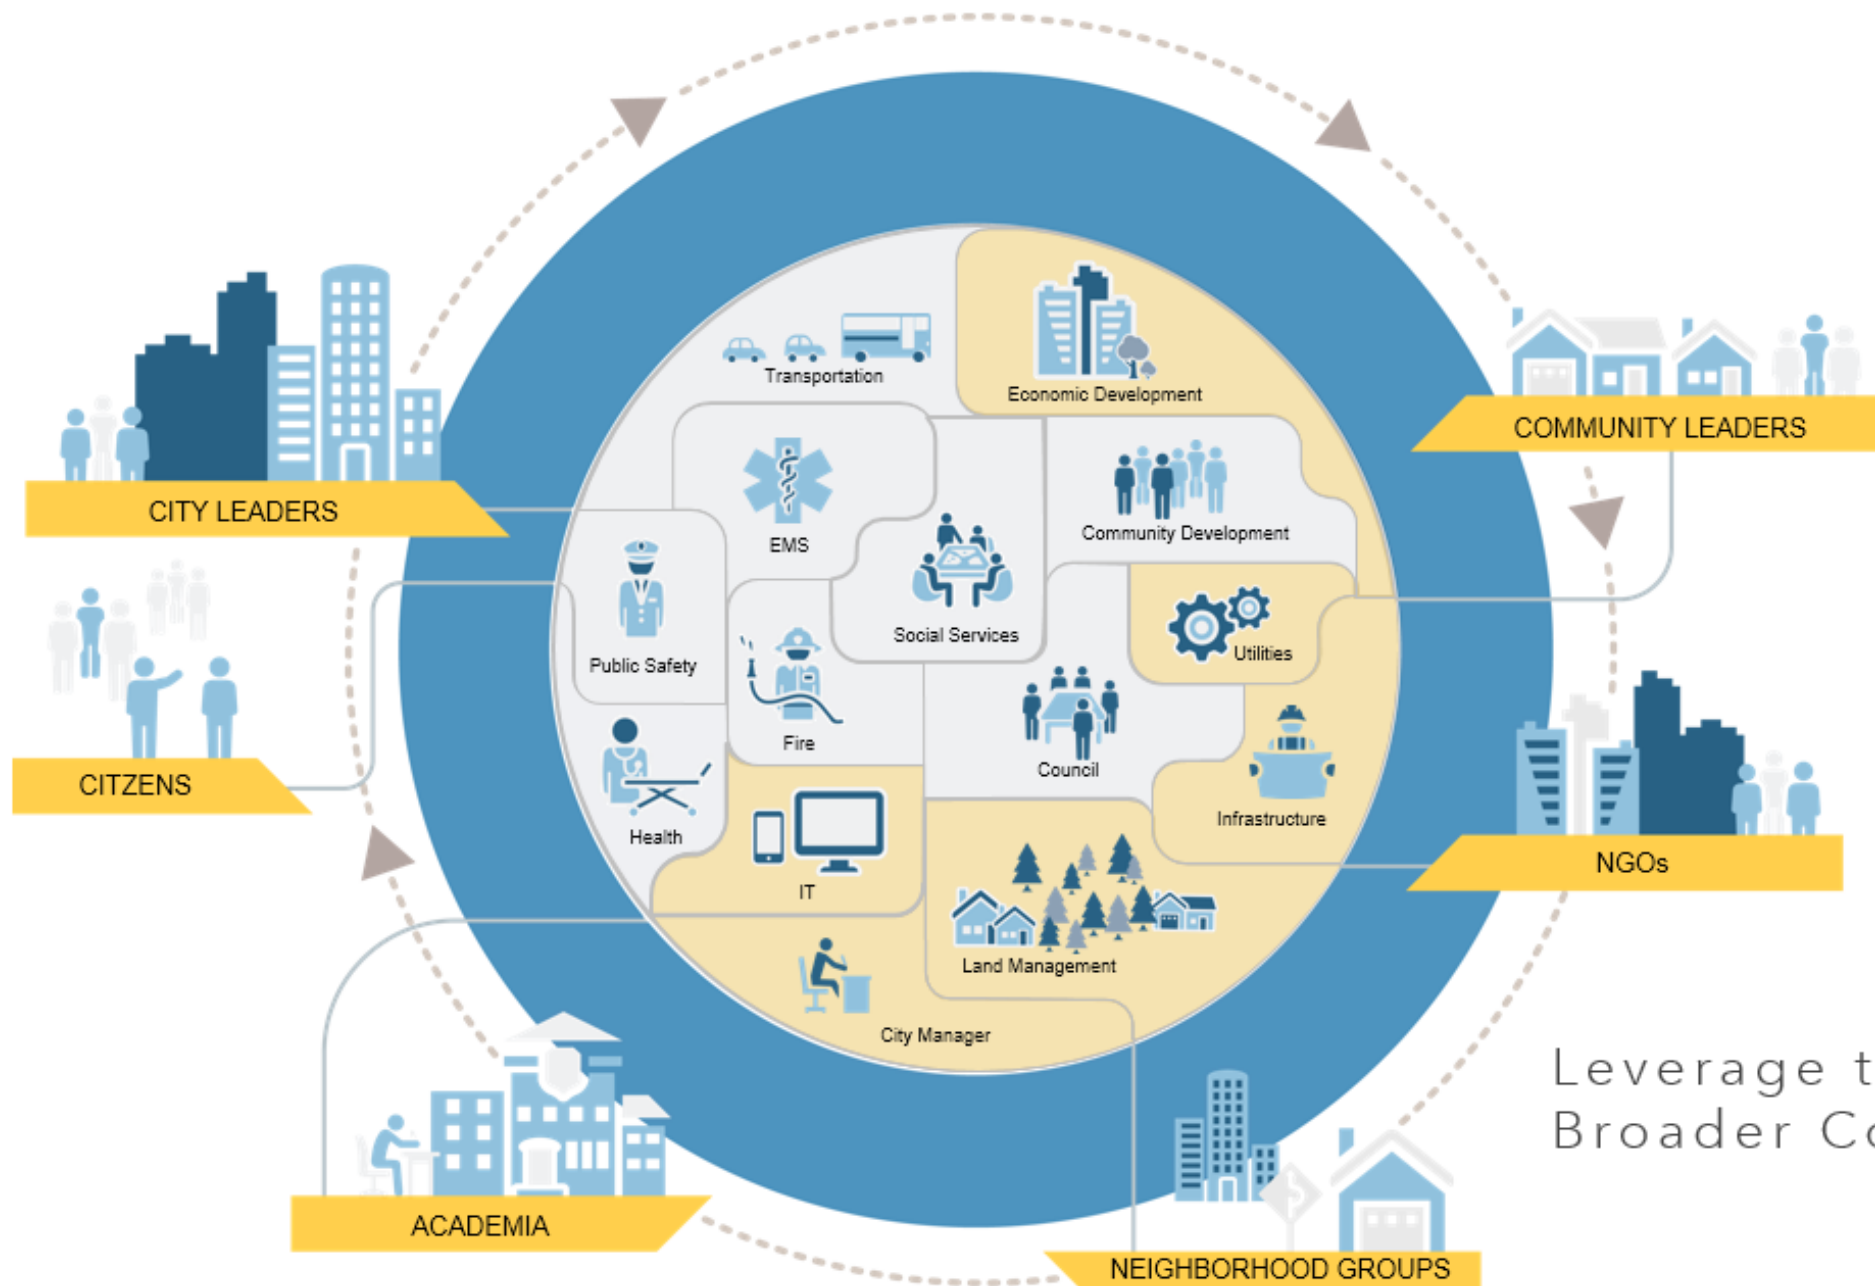 Transportation
Economic Development
COMMUNITY LEADERS
CITY LEADERS
EMS
Community Development
Social Services
Public Safety
Utilities
Fire
Council
CITZENS
Health
Infrastructure
IT
NGOs
Land Management
City Manager
Leverage
Broader
ACADEMIA
NEIGHBORHOOD GROUPS